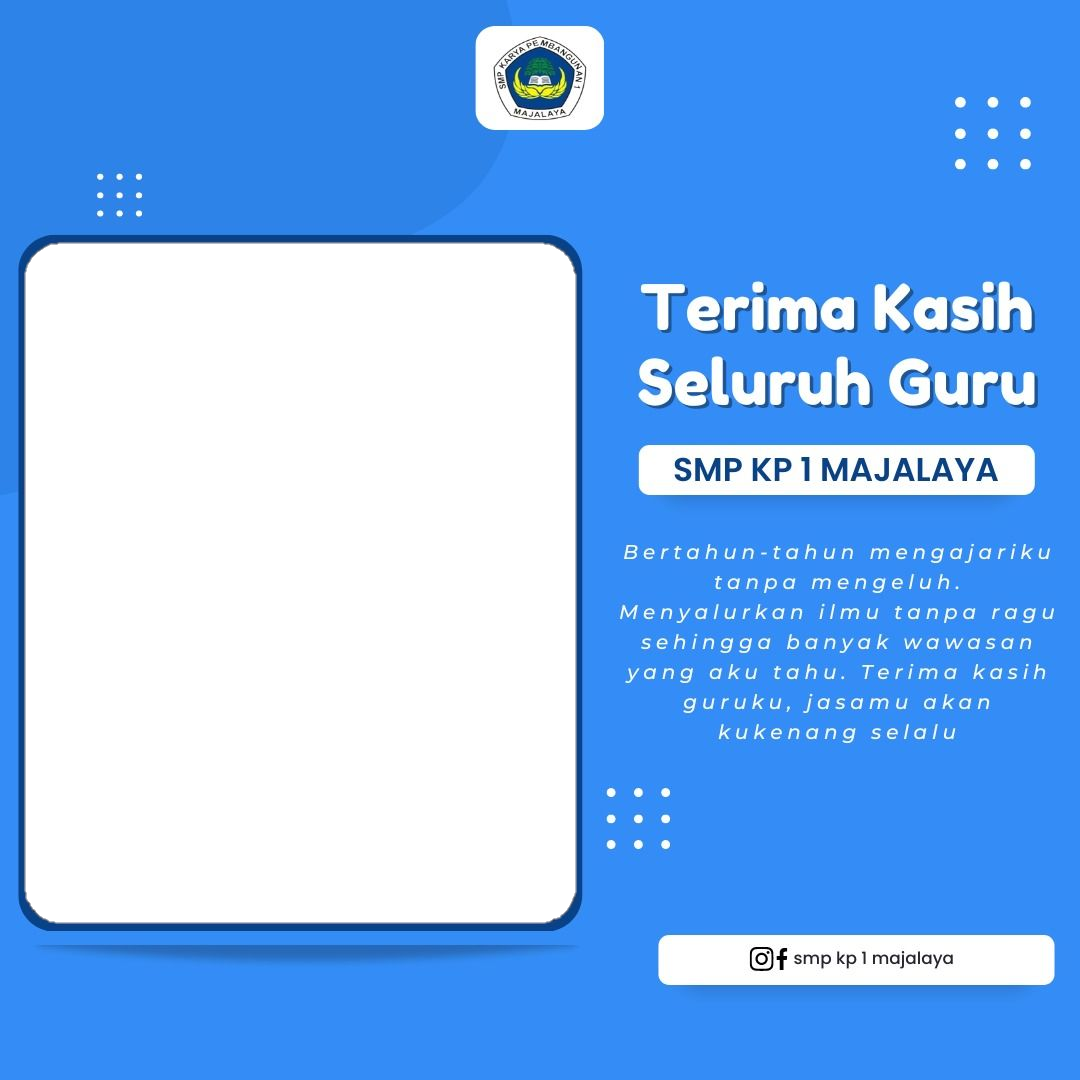 SMP KARYA PEMBANGUNAN 1
MAJALAYA
Terima Kasih
Seluruh Guru
SMP KP 1 MAJALAYA
Bertahun-tahun mengajariku
tanpa mengeluh.
Menyalurkan ilmu tanpa ragu
sehingga banyak wawasan
yang aku tahu. Terima kasih
guruku, jasamu akan
kukenang selalu
smp kp 1 majalaya